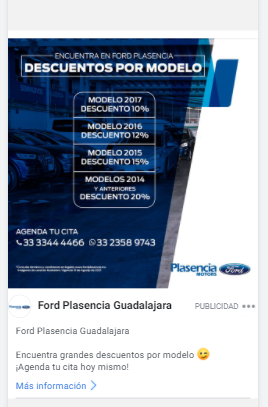 ENCUENTRA EN FORD PLASENCIA
DESCUENTOS POR MODELO
MODELO 2017
DESCUENTO 10%
MODELO 2016
DESCUENTO 12%
MODELO 2015
DESCUENTO 15%
MODELOS 2014
Y ANTERIORES
DESCUENTO 20%
AGENDA TU CITA
33 3344 4466 33 2358 9743
Plasencia
MOTORS
Ford
Ford Plasencia Guadalajara
PUBLICIDAD
Ford Plasencia Guadalajara
Encuentra grandes descuentos por modelo 😉
¡Agenda tu cita hoy mismo!
Más información